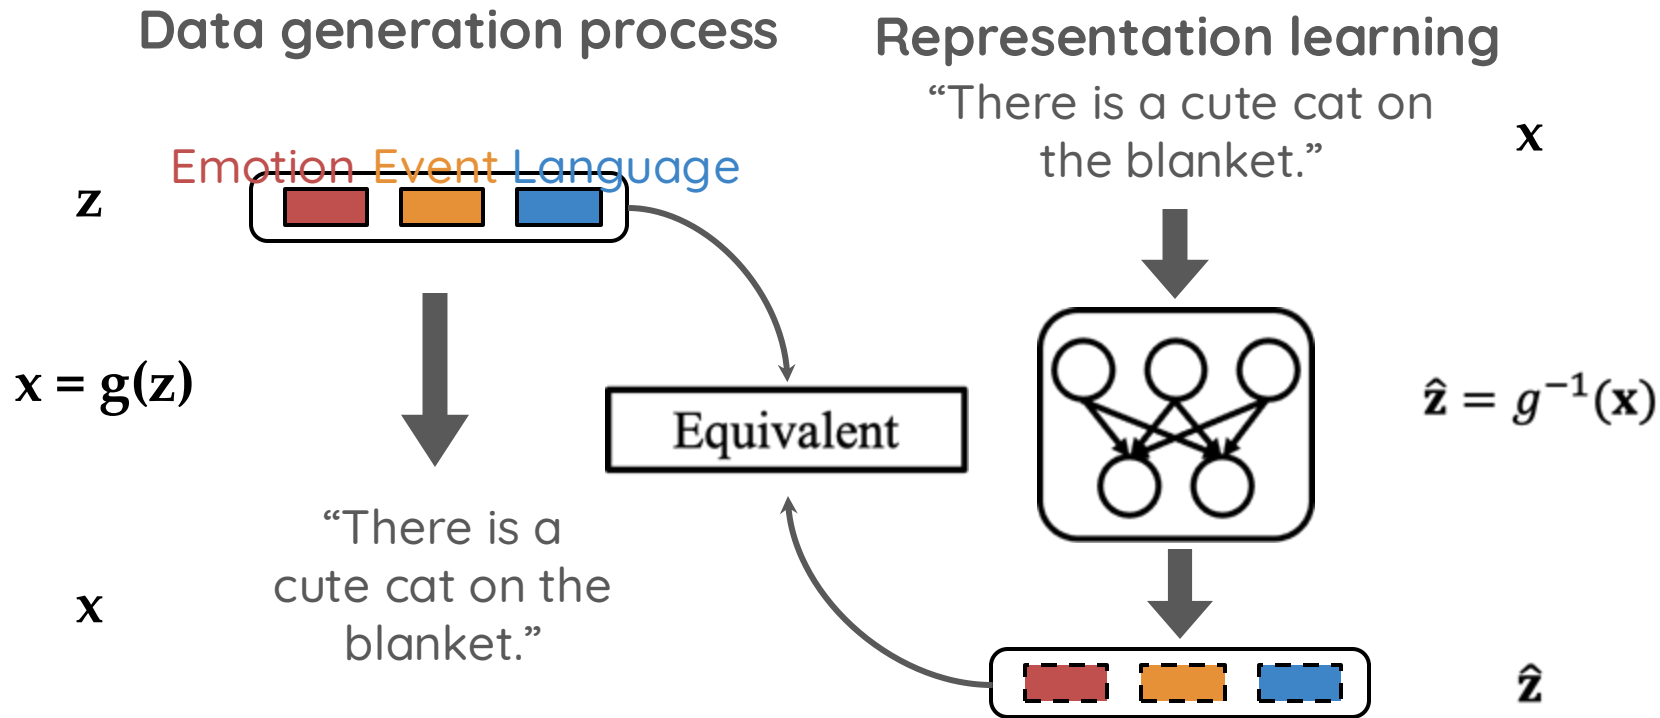 Data generation process
Emotion Event Language
z
x = g(z)
“There is a
cute cat on the
blanket.”
x
Equivalent
Representation learning
“There is a cute cat on
the blanket.”
x
ẑ = g⁻¹(x)
ẑ